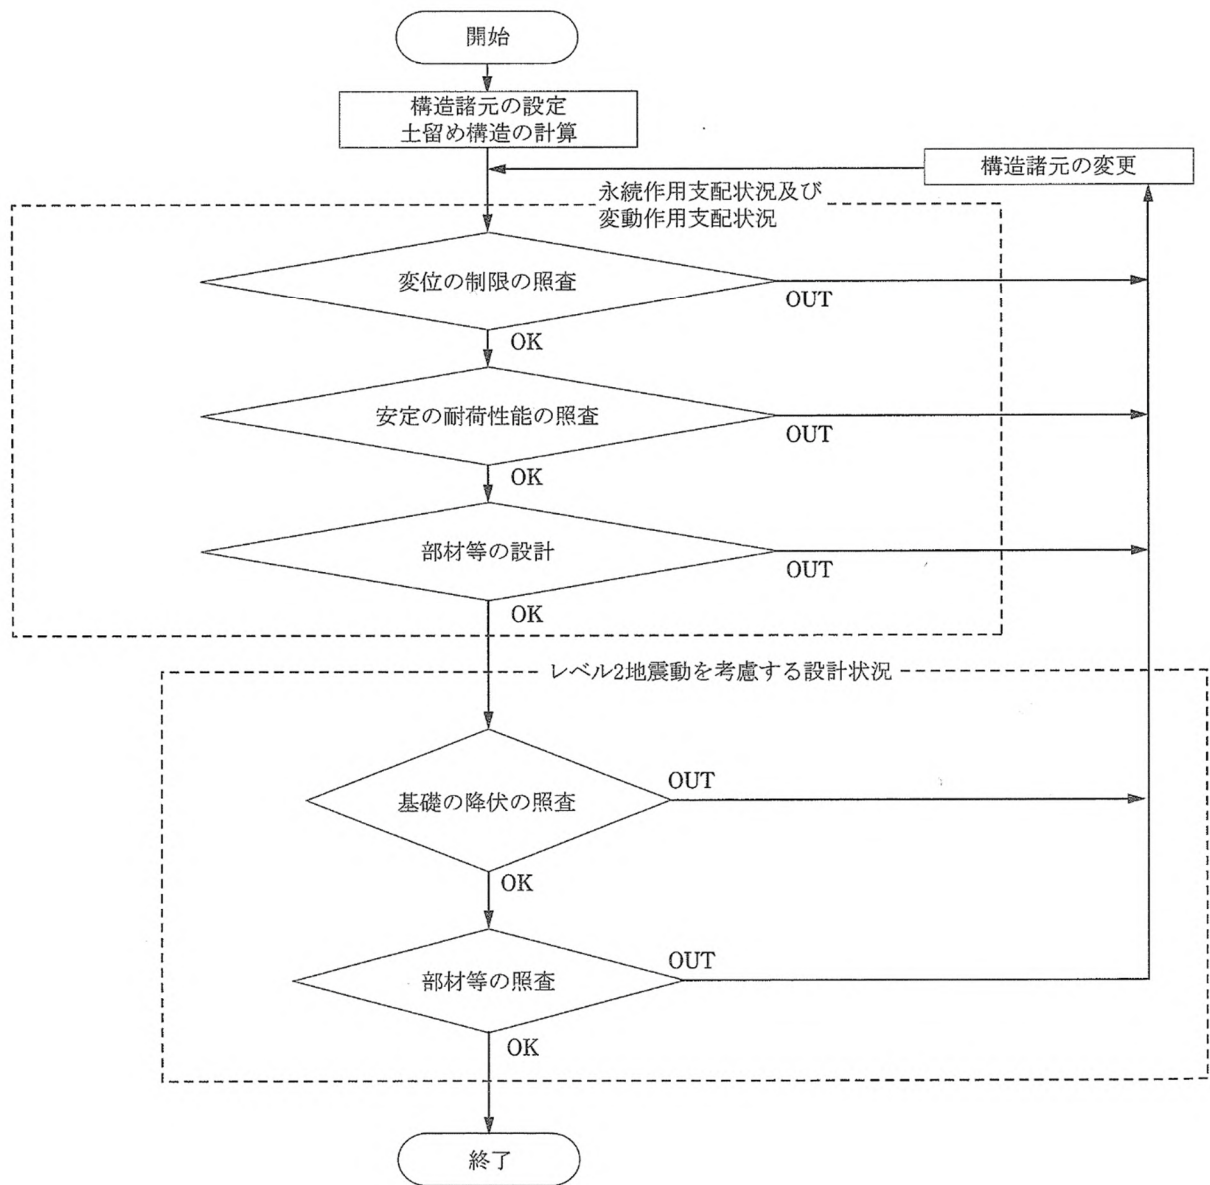 開始
構造諸元の設定
土留め構造の計算
構造諸元の変更
永続作用支配状況及び
変動作用支配状況
変位の制限の照査
OUT
OK
安定の耐荷性能の照査
OUT
OK
部材等の設計
OUT
OK
レベル2地震動を考慮する設計状況
基礎の降伏の照査
OUT
OK
部材等の照査
OUT
OK
終了